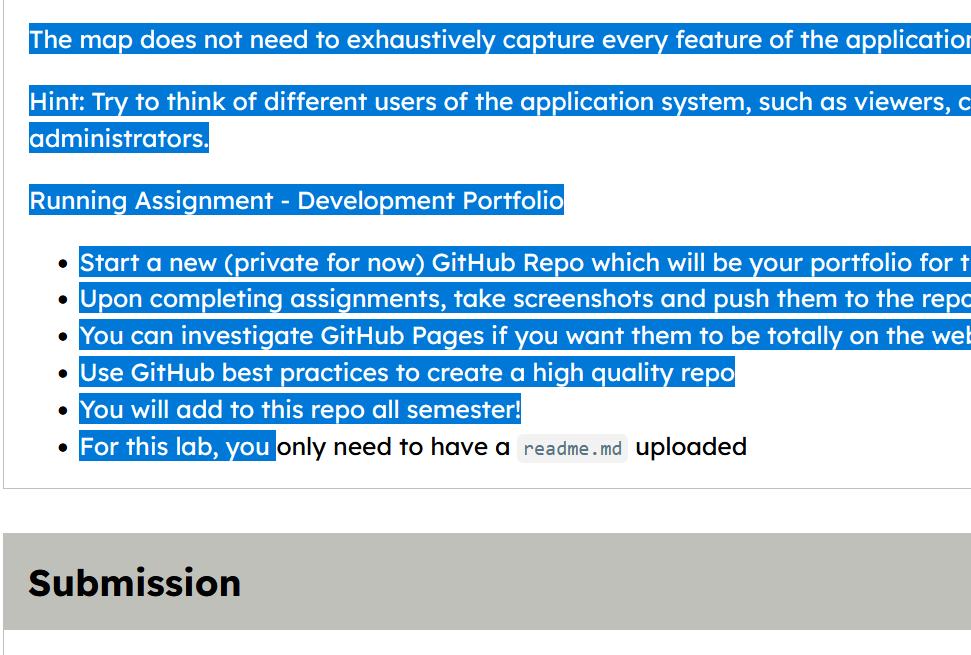 The map does not need to exhaustively capture every feature of the application
Hint: Try to think of different users of the application system, such as viewers,
administrators.
Running Assignment - Development Portfolio
Start a new (private for now) GitHub Repo which will be your portfolio for
Upon completing assignments, take screenshots and push them to the repo
You can investigate GitHub Pages if you want them to be totally on the web
Use GitHub best practices to create a high quality repo
You will add to this repo all semester!
For this lab, you only need to have a readme.md uploaded
Submission